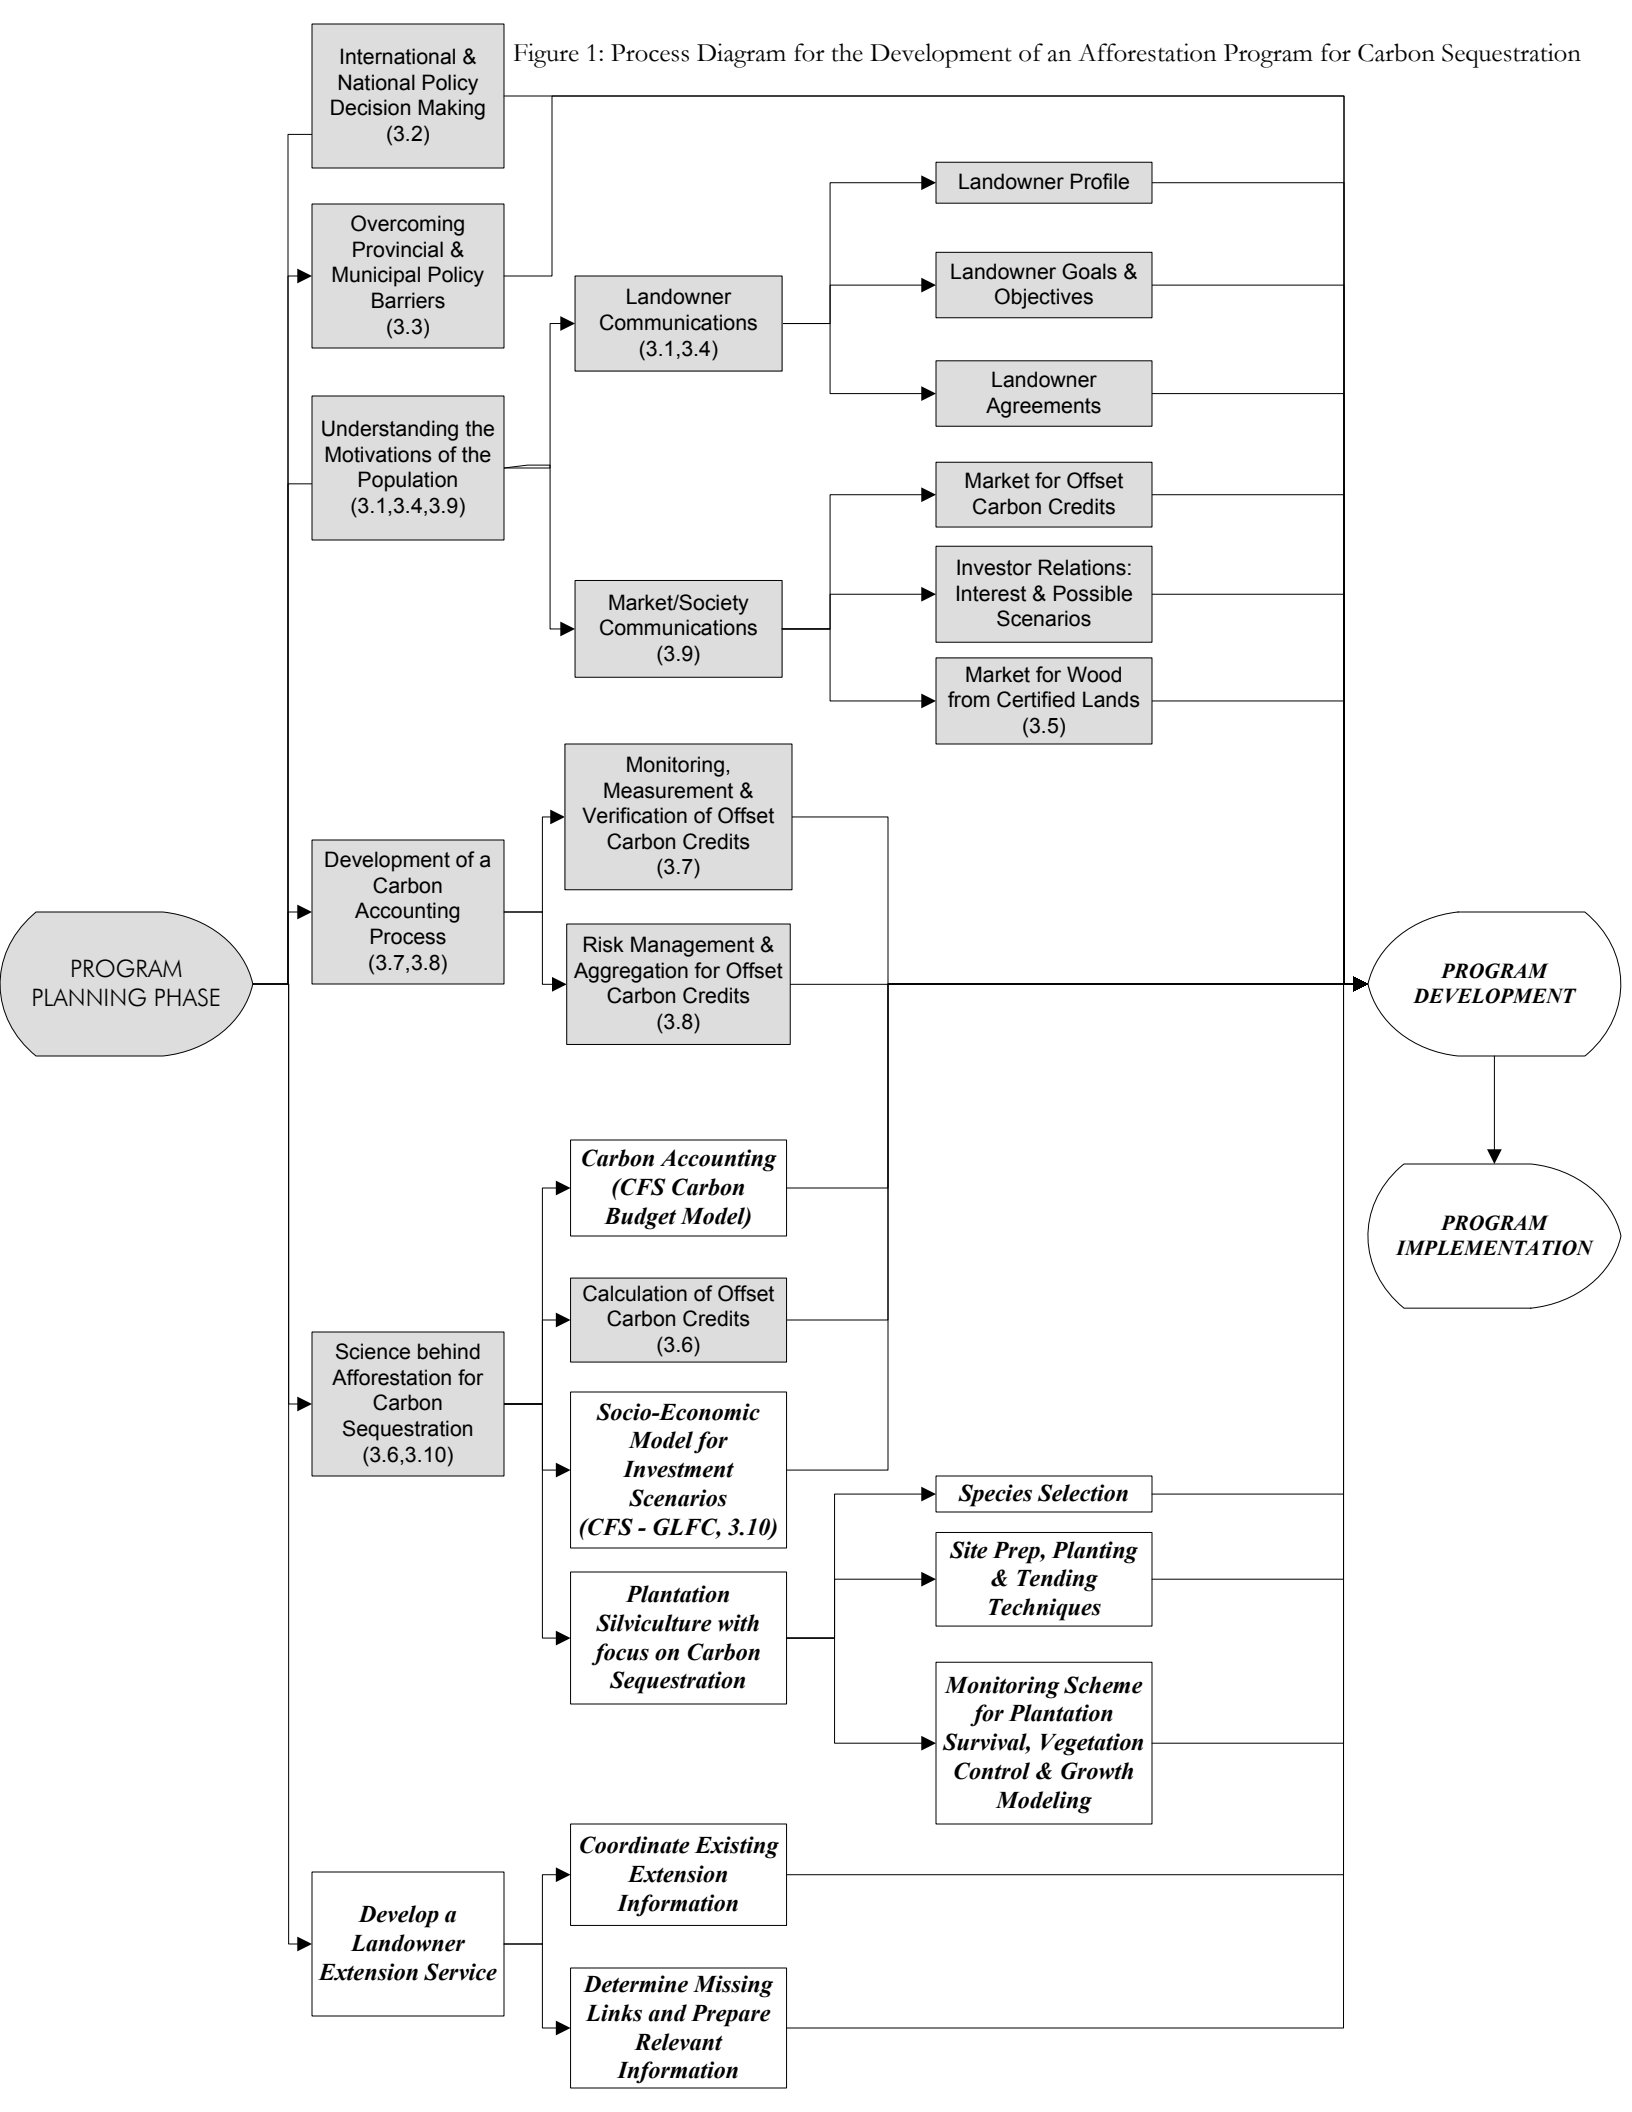 Figure 1: Process Diagram for the Development of an Afforestation Program for Carbon Sequestration
International &
National Policy
Decision Making
(3.2)
Overcoming
Provincial &
Municipal Policy
Barriers
(3.3)
Understanding the
Motivations of the
Population
(3.1,3.4,3.9)
Landowner
Communications
(3.1,3.4)
Landowner Profile
Landowner Goals &
Objectives
Landowner
Agreements
Market/Society
Communications
(3.9)
Market for Offset
Carbon Credits
Investor Relations:
Interest & Possible
Scenarios
Market for Wood
from Certified Lands
(3.5)
PROGRAM
PLANNING PHASE
Development of a
Carbon
Accounting
Process
(3.7,3.8)
Monitoring,
Measurement &
Verification of Offset
Carbon Credits
(3.7)
Risk Management &
Aggregation for Offset
Carbon Credits
(3.8)
PROGRAM
DEVELOPMENT
PROGRAM
IMPLEMENTATION
Science behind
Afforestation for
Carbon
Sequestration
(3.6,3.10)
Carbon Accounting
(CFS Carbon
Budget Model)
Calculation of Offset
Carbon Credits
(3.6)
Socio-Economic
Model for
Investment
Scenarios
(CFS - GLFC, 3.10)
Plantation
Silviculture with
focus on Carbon
Sequestration
Species Selection
Site Prep, Planting
& Tending
Techniques
Monitoring Scheme
for Plantation
Survival, Vegetation
Control & Growth
Modeling
Develop a
Landowner
Extension Service
Coordinate Existing
Extension
Information
Determine Missing
Links and Prepare
Relevant
Information